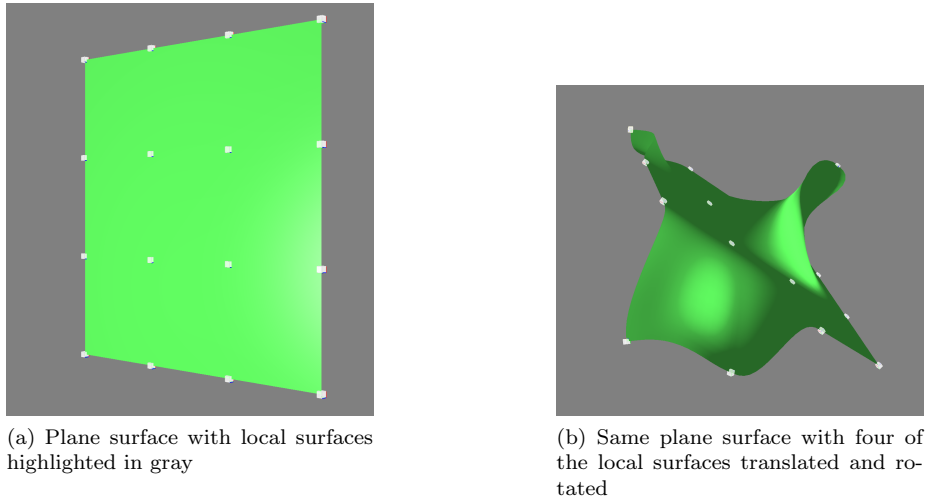 (a) Plane surface with local surfaces
highlighted in gray
(b) Same plane surface with four of
the local surfaces translated and ro-
tated